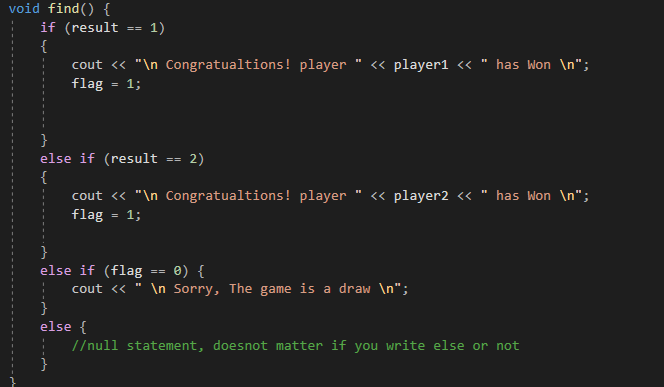 void find() {
if (result == 1)
{
cout << "\n Congratualtions! player " << player1 << " has Won \n";
flag = 1;
}
else if (result == 2)
{
cout << "\n Congratualtions! player " << player2 << " has Won \n";
flag = 1;
}
else if (flag == 0) {
cout << " \n Sorry, The game is a draw \n";
}
else {
//null statement, doesnot matter if you write else or not
}
}